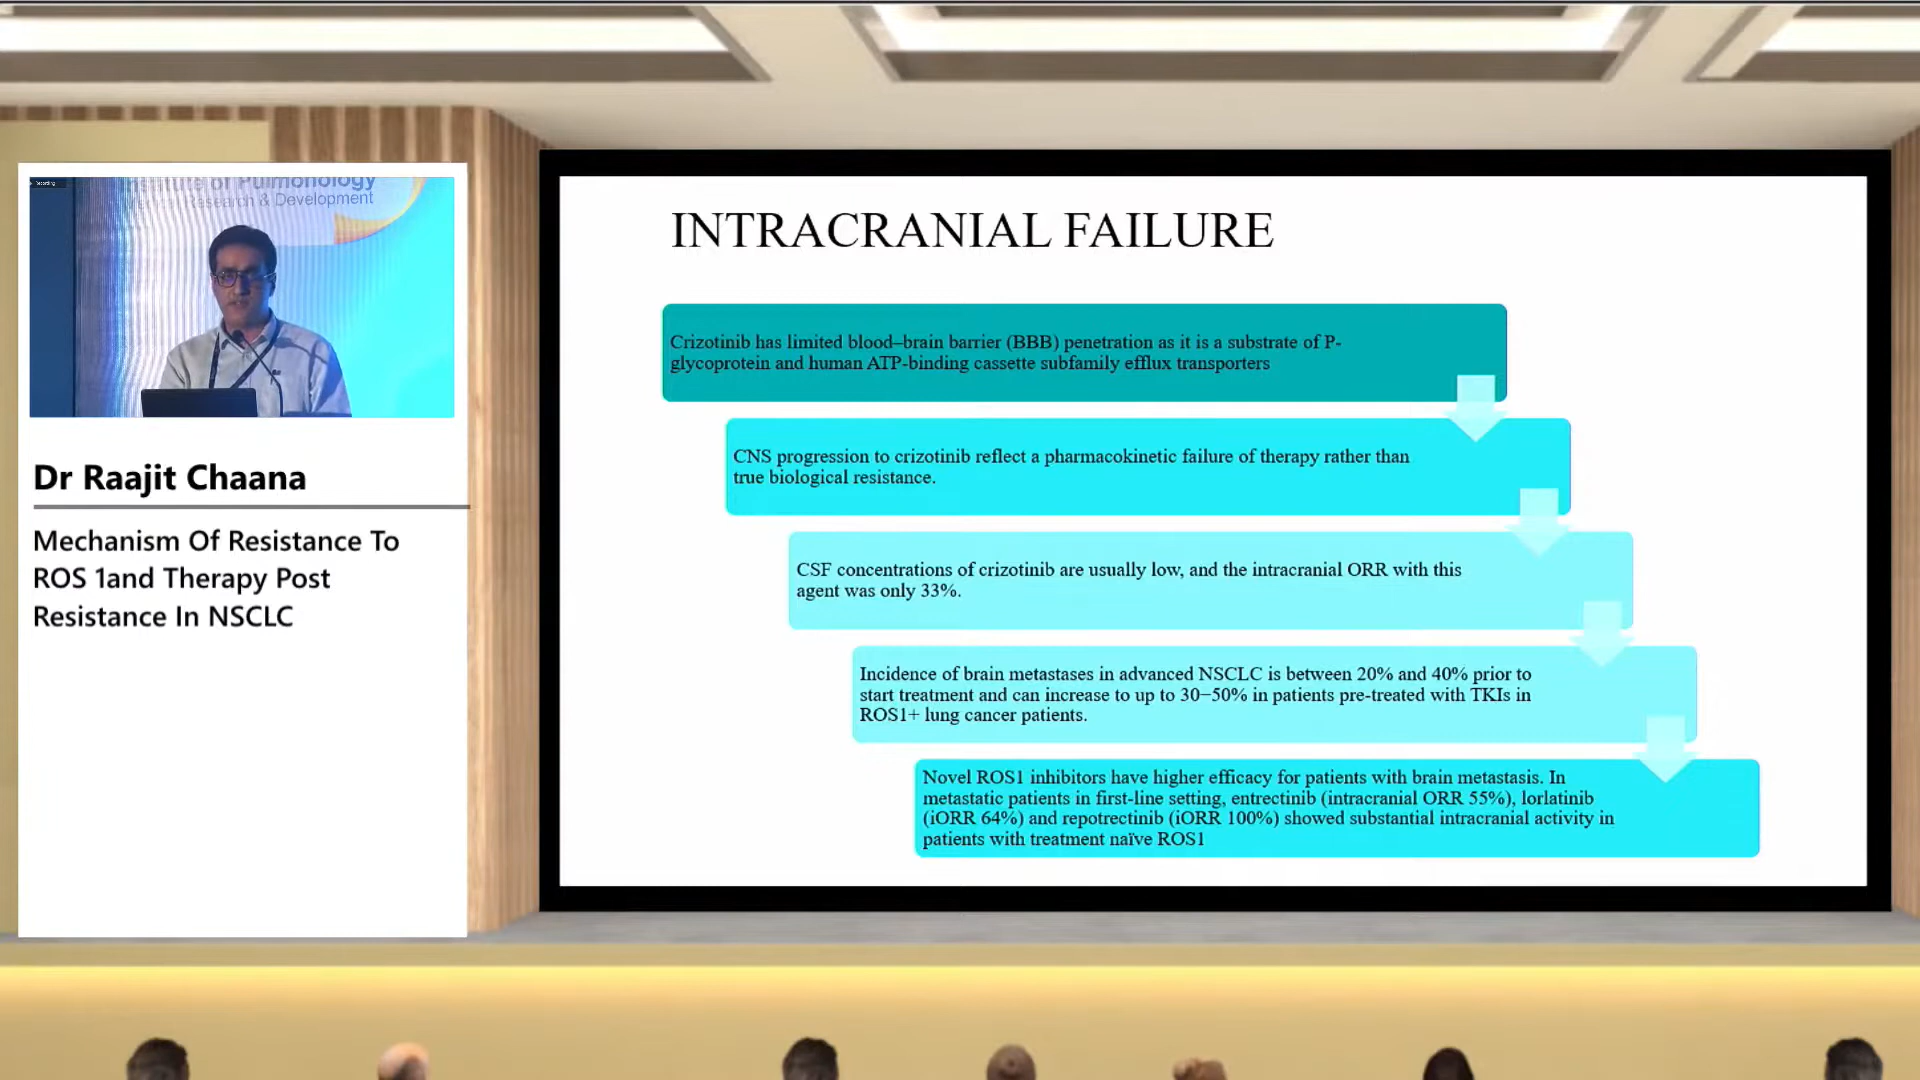 Recording
Institute of Pulmonology
Medical Research & Development
Dr Raajit Chaana
Mechanism Of Resistance To
ROS 1and Therapy Post
Resistance In NSCLC
INTRACRANIAL FAILURE
Crizotinib has limited blood–brain barrier (BBB) penetration as it is a substrate of P-
glycoprotein and human ATP-binding cassette subfamily efflux transporters
CNS progression to crizotinib reflect a pharmacokinetic failure of therapy rather than
true biological resistance.
CSF concentrations of crizotinib are usually low, and the intracranial ORR with this
agent was only 33%.
Incidence of brain metastases in advanced NSCLC is between 20% and 40% prior to
start treatment and can increase to up to 30–50% in patients pre-treated with TKIs in
ROS1+ lung cancer patients.
Novel ROS1 inhibitors have higher efficacy for patients with brain metastasis. In
metastatic patients in first-line setting, entrectinib (intracranial ORR 55%), lorlatinib
(iORR 64%) and repotrectinib (iORR 100%) showed substantial intracranial activity in
patients with treatment naïve ROS1